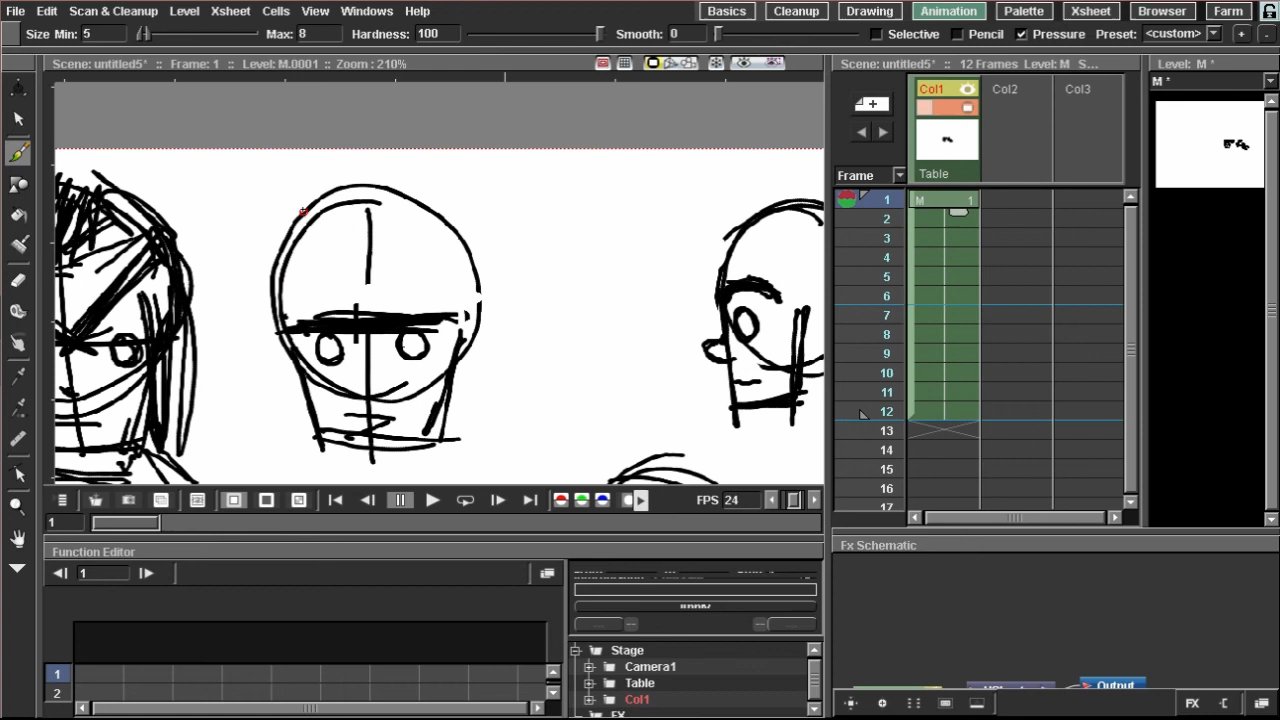 File Edit Scan & Cleanup Level Xsheet Cells View Windows Help Basics Cleanup Drawing Animation Palette Xsheet Browser Farm
Size Min: 5 Max: 8 Hardness: 100 Smooth: 0 Selective Pencil Pressure Preset: <custom> + -
Scene: untitled5* :: Frame: 1 :: Level: M.0001 :: Zoom : 210%
Scene: untitled5* :: 12 Frames :: Level: M S...
Level: M *
M *
Col1 Col2 Col3
Table
Frame
M 1
1
2
3
4
5
6
7
8
9
10
11
12
13
14
15
16
17
FPS 24
1
Function Editor
1
1
2
Apply
Stage
Camera1
Table
Col1
FX
Fx Schematic
Output
FX